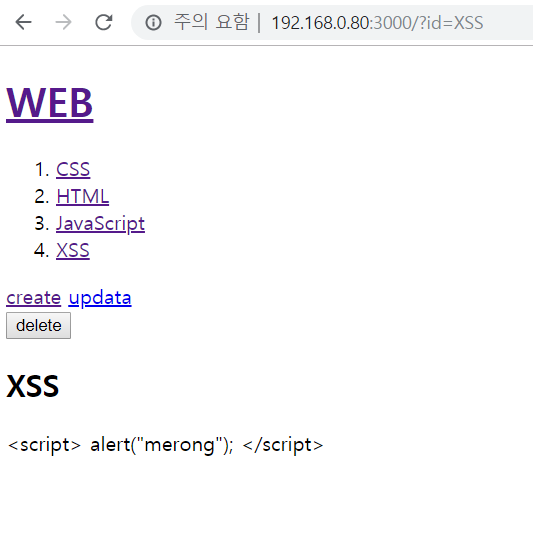 주의 요함 | 192.168.0.80:3000/?id=XSS
WEB
1. CSS
2. HTML
3. JavaScript
4. XSS
create updata
delete
XSS
<script> alert("merong"); </script>